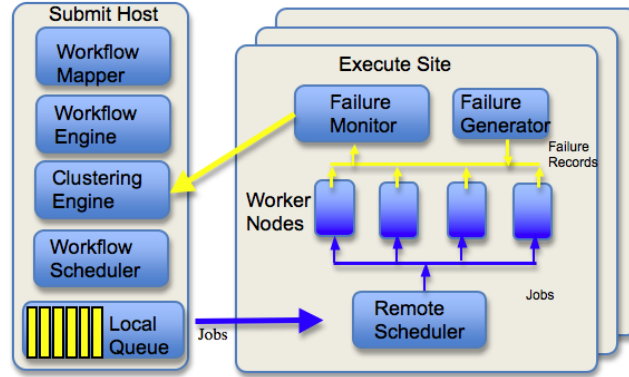 Submit Host
Workflow
Mapper
Workflow
Engine
Clustering
Engine
Workflow
Scheduler
Local
Queue
Jobs
Execute Site
Failure
Monitor
Failure
Generator
Failure
Records
Worker
Nodes
Jobs
Remote
Scheduler